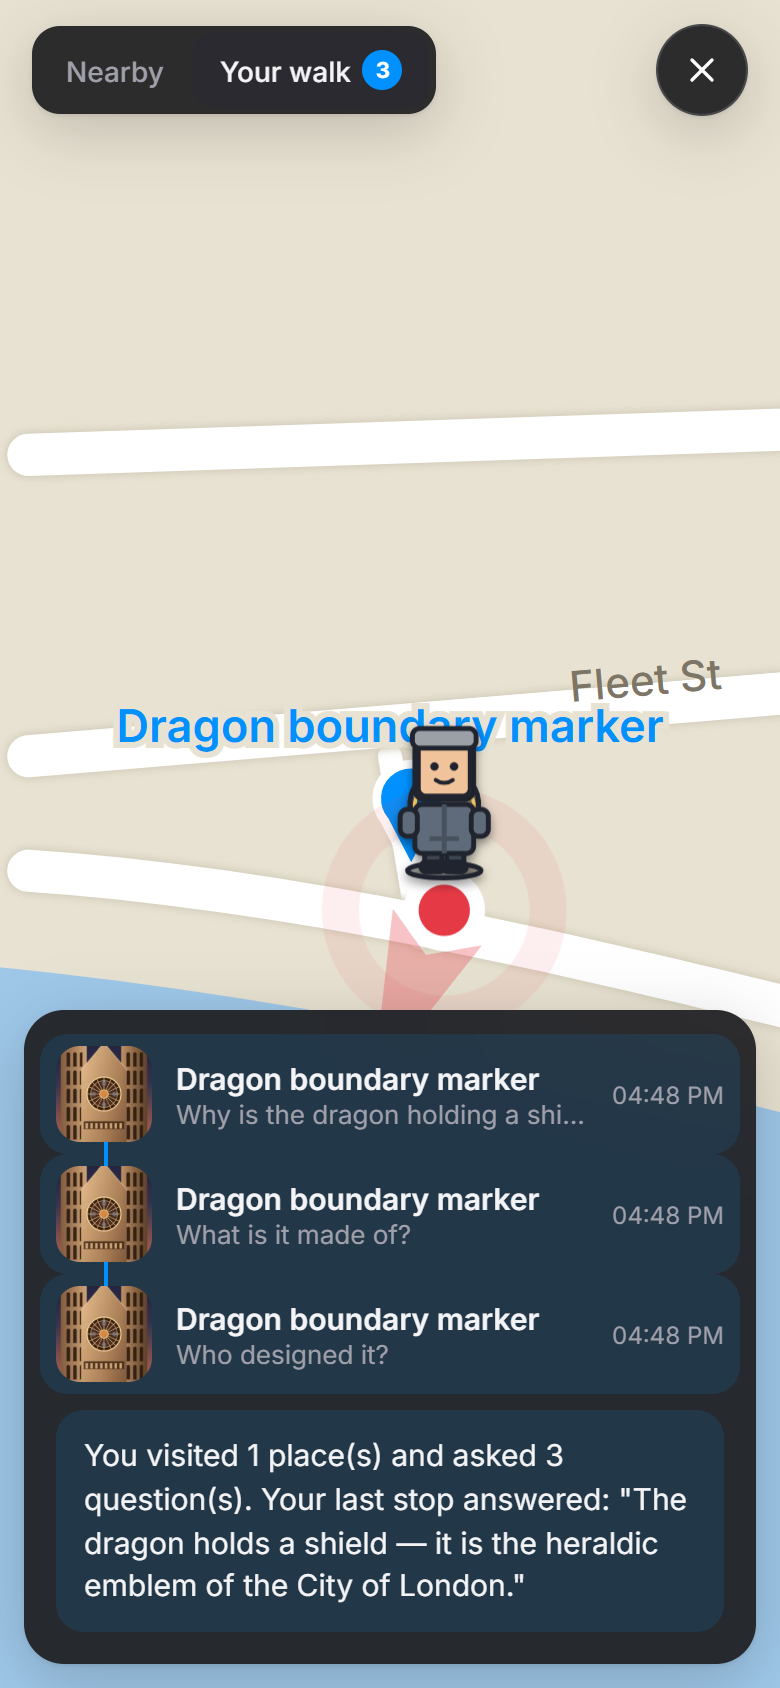 Nearby
Your walk 3
Fleet St
Dragon boundary marker
Dragon boundary marker
Why is the dragon holding a shi...
04:48 PM
Dragon boundary marker
What is it made of?
04:48 PM
Dragon boundary marker
Who designed it?
04:48 PM
You visited 1 place(s) and asked 3
question(s). Your last stop answered: "The
dragon holds a shield — it is the heraldic
emblem of the City of London."